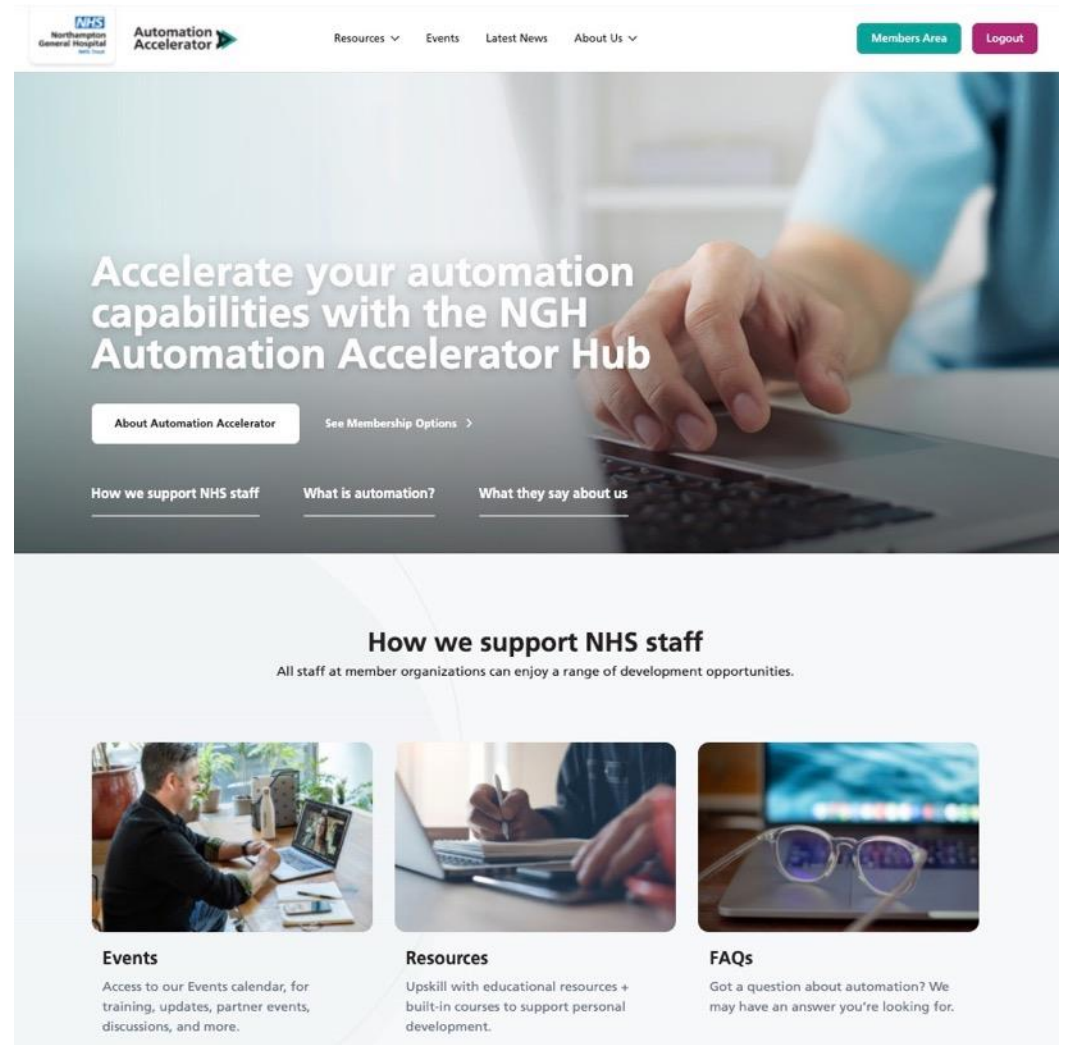 NHS
Northampton
General Hospital
NHS Trust
Automation
Accelerator
Resources
Events
Latest News
About Us
Members Area
Logout
Accelerate your automation
capabilities with the NGH
Automation Accelerator Hub
About Automation Accelerator
See Membership Options
How we support NHS staff
What is automation?
What they say about us
How we support NHS staff
All staff at member organizations can enjoy a range of development opportunities.
Events
Access to our Events calendar, for
training, updates, partner events,
discussions, and more.
Resources
Upskill with educational resources +
built-in courses to support personal
development.
FAQs
Got a question about automation? We
may have an answer you’re looking for.